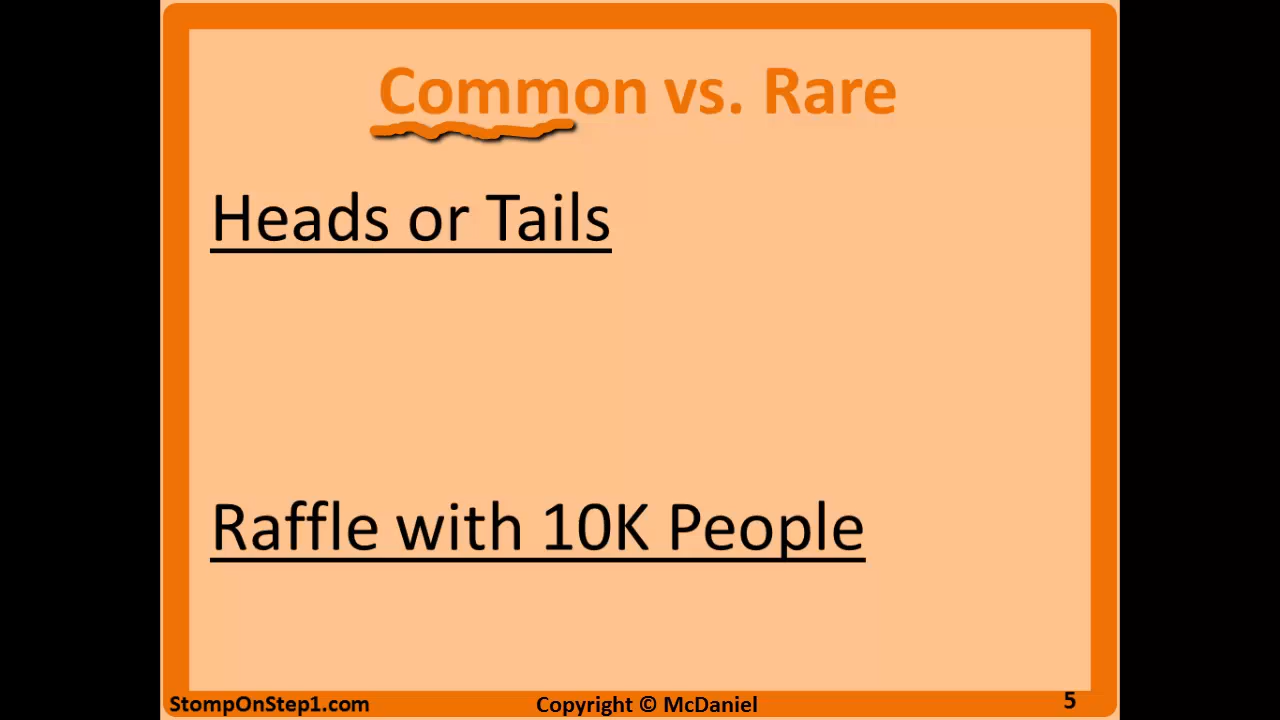 Common vs. Rare
Heads or Tails
Raffle with 10K People
StompOnStep1.com
Copyright © McDaniel
5